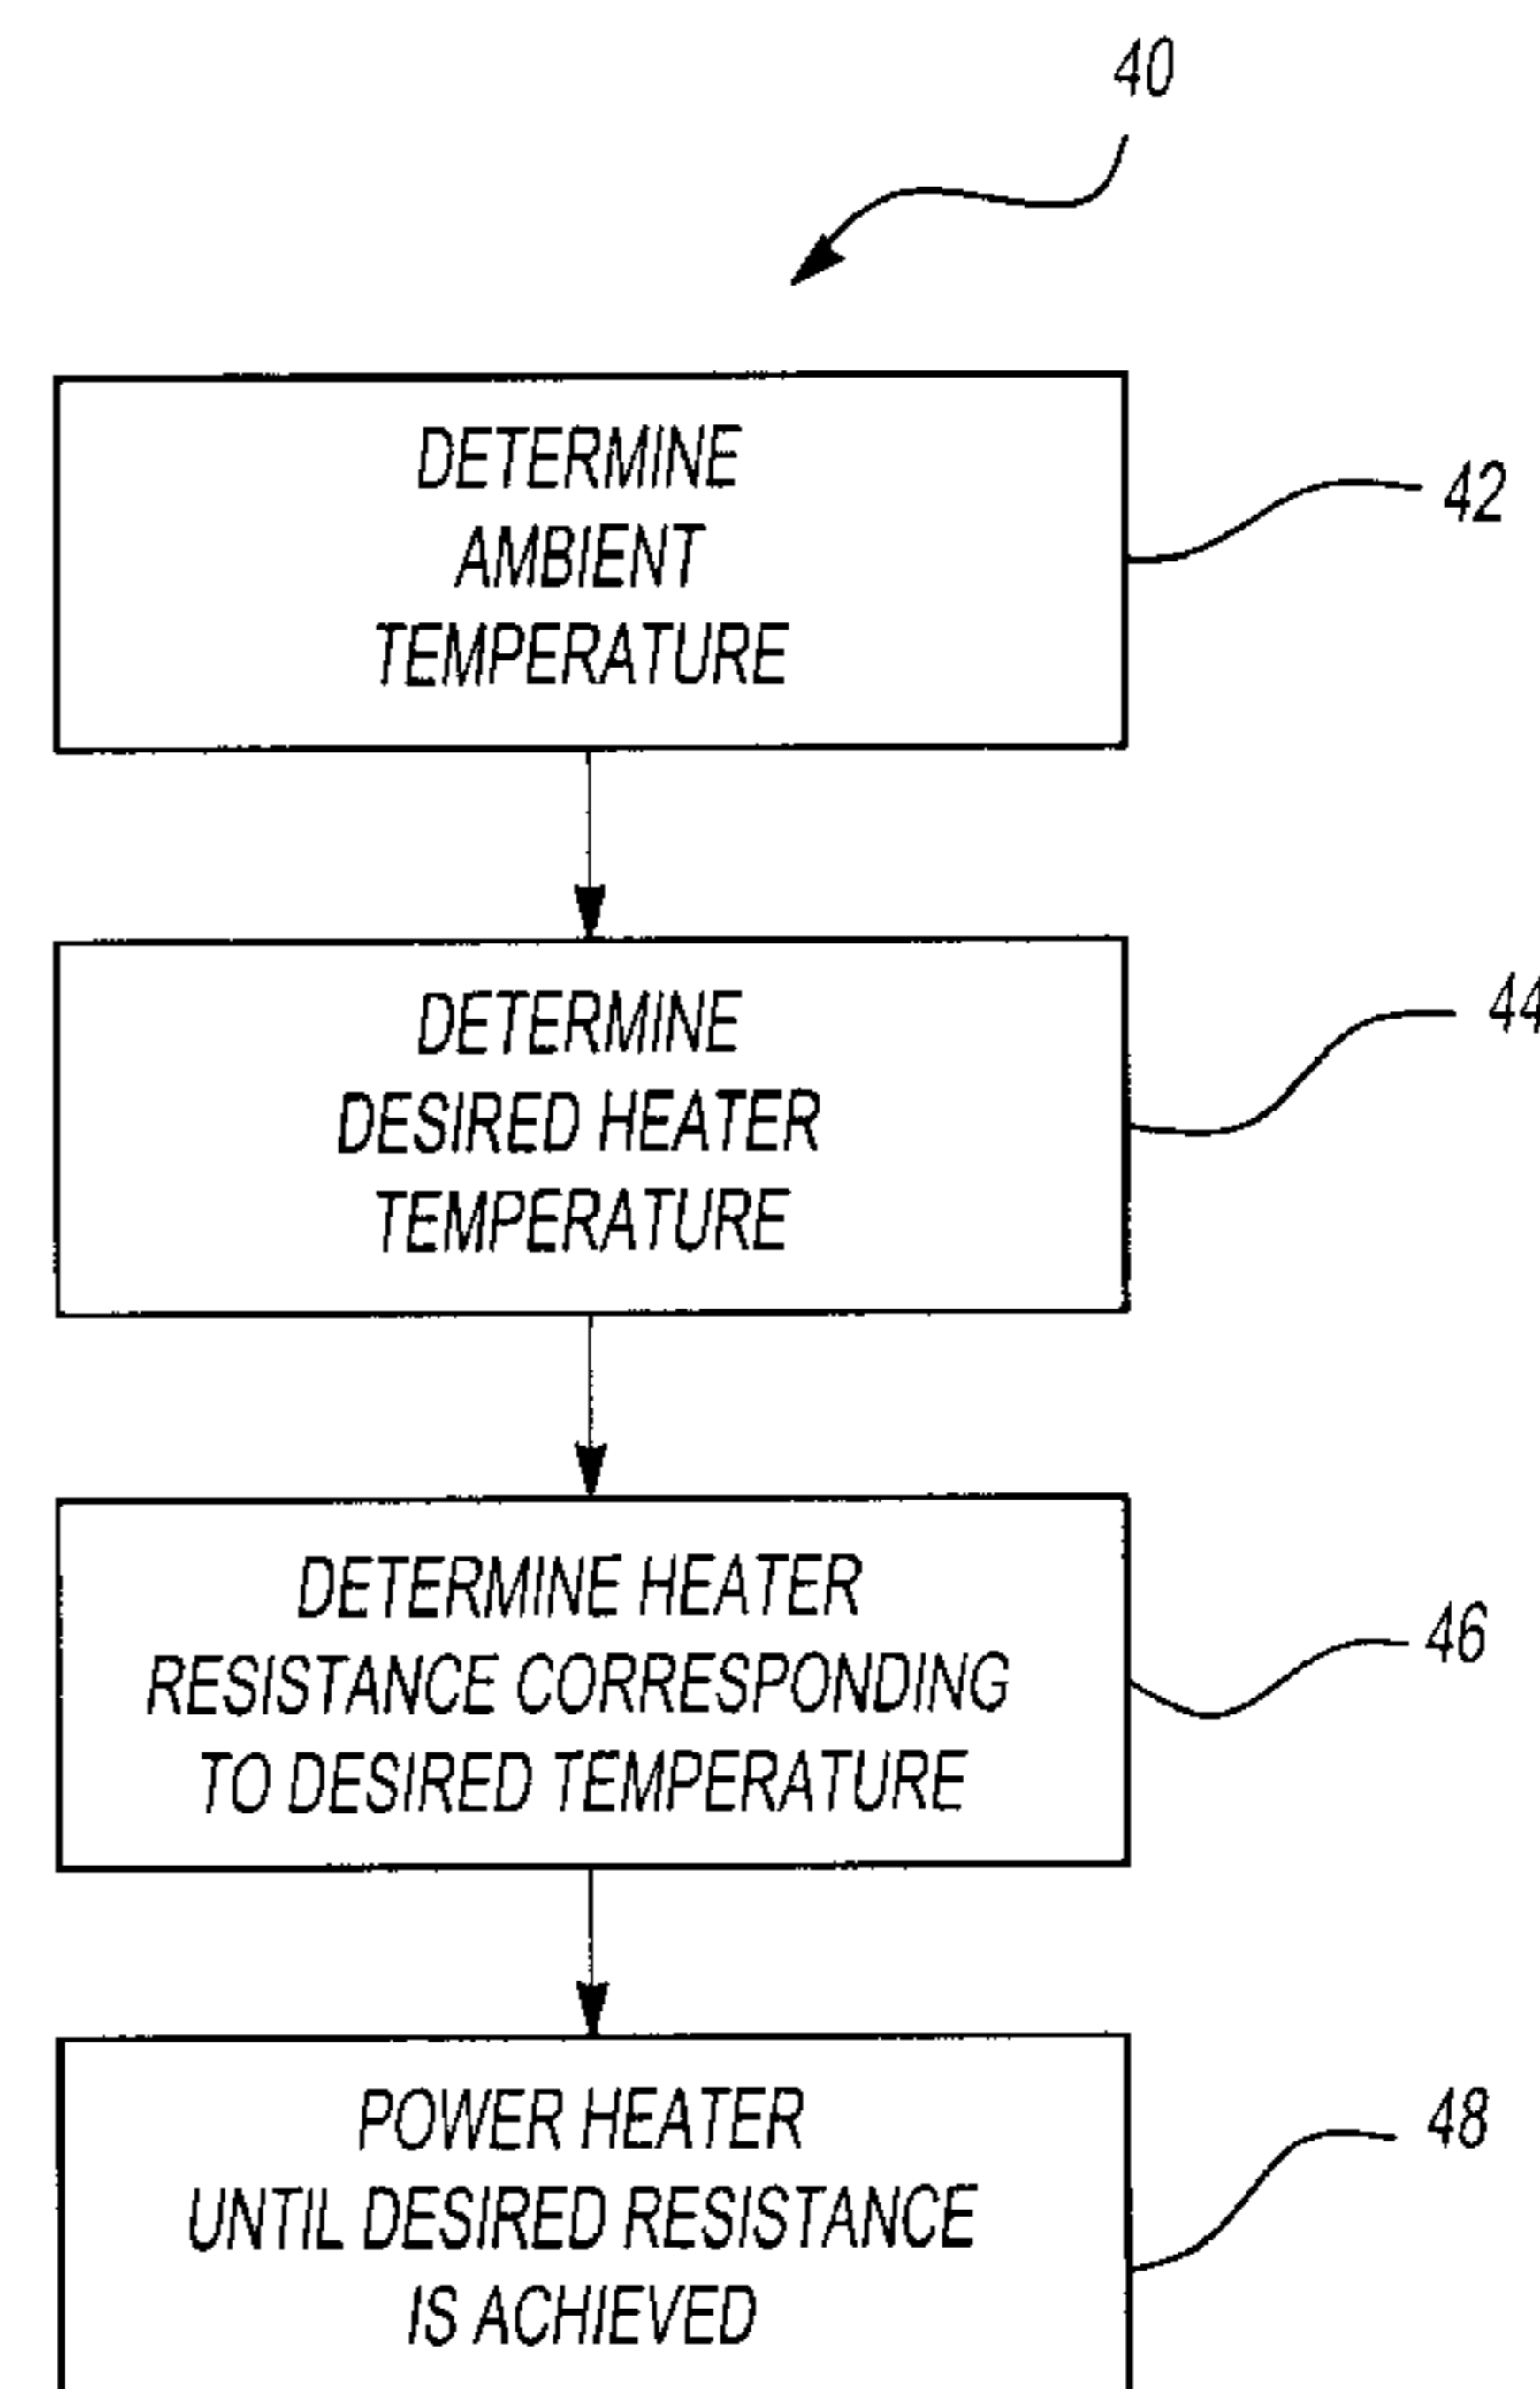 40
DETERMINE
AMBIENT
TEMPERATURE
42
DETERMINE
DESIRED HEATER
TEMPERATURE
44
DETERMINE HEATER
RESISTANCE CORRESPONDING
TO DESIRED TEMPERATURE
46
POWER HEATER
UNTIL DESIRED RESISTANCE
IS ACHIEVED
48